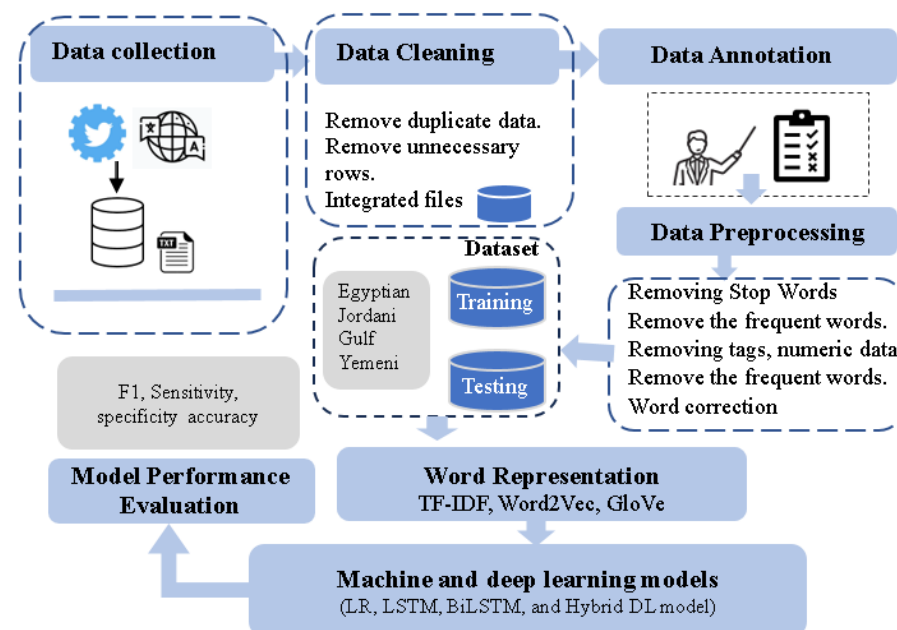 Data collection
Data Cleaning
Remove duplicate data.
Remove unnecessary
rows.
Integrated files
Data Annotation
Data Preprocessing
Removing Stop Words
Remove the frequent words.
Removing tags, numeric data
Remove the frequent words.
Word correction
Dataset
Egyptian
Jordani
Gulf
Yemeni
Training
Testing
Word Representation
TF-IDF, Word2Vec, GloVe
Machine and deep learning models
(LR, LSTM, BiLSTM, and Hybrid DL model)
F1, Sensitivity,
specificity accuracy
Model Performance
Evaluation
TXT
文
A